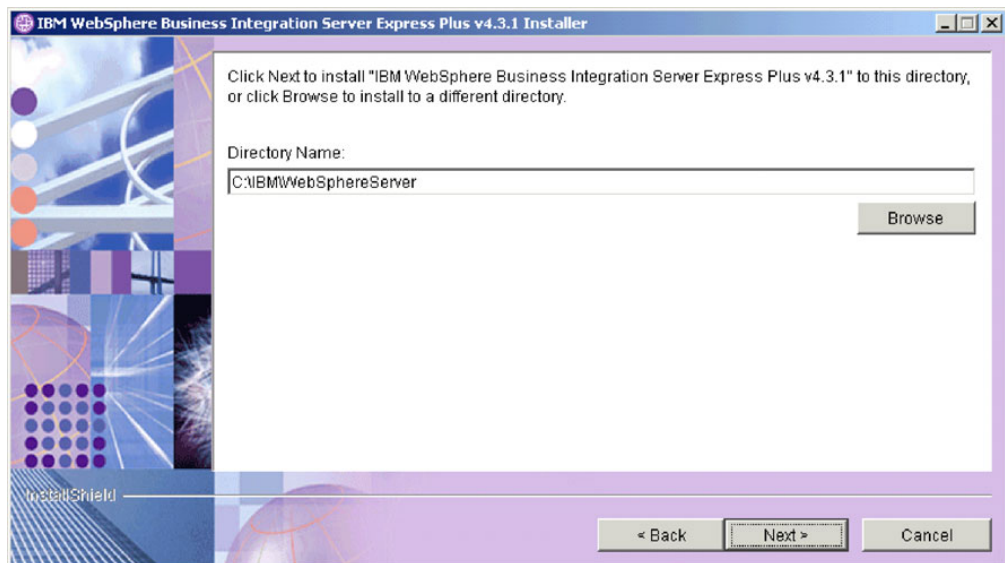 IBM WebSphere Business Integration Server Express Plus v4.3.1 Installer
Click Next to install "IBM WebSphere Business Integration Server Express Plus v4.3.1" to this directory,
or click Browse to install to a different directory.
Directory Name:
C:\IBM\WebSphereServer
Browse
InstallShield
< Back
Next >
Cancel